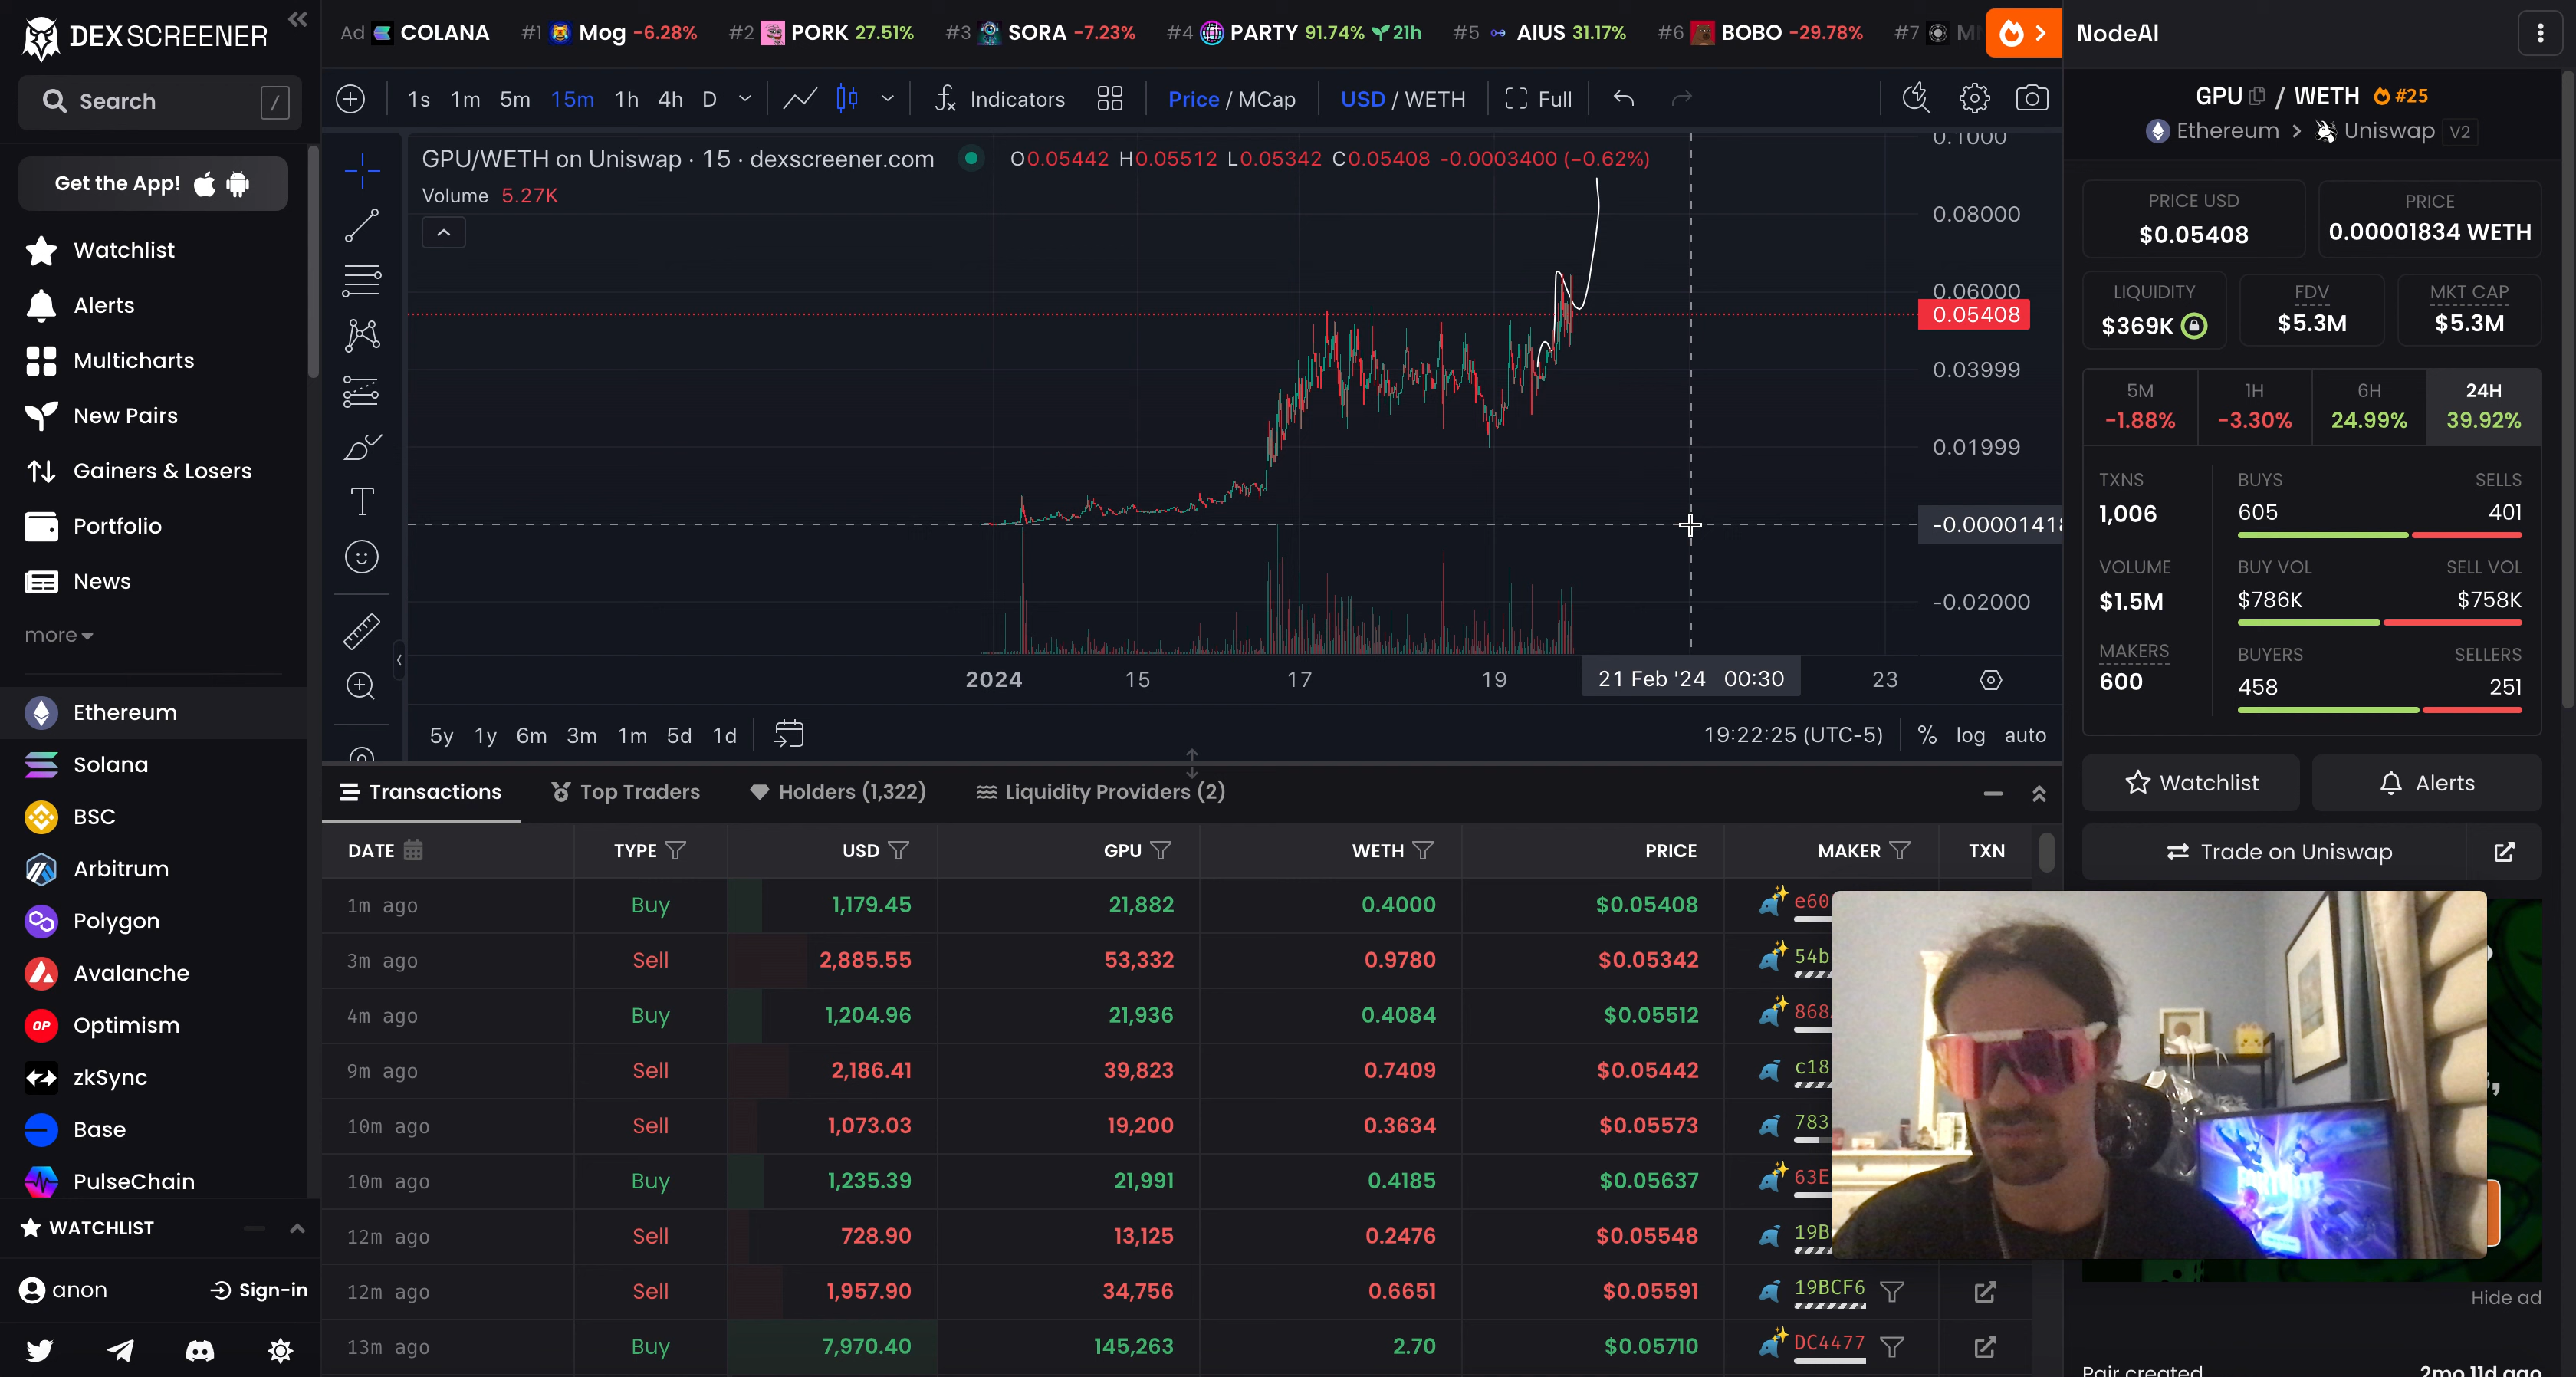 DEX SCREENER
Search /
Get the App!
Watchlist
Alerts
Multicharts
New Pairs
Gainers & Losers
Portfolio
News
more
Ethereum
Solana
BSC
Arbitrum
Polygon
Avalanche
Optimism
zkSync
Base
PulseChain
WATCHLIST
anon Sign-in
Ad COLANA #1 Mog -6.28% #2 PORK 27.51% #3 SORA -7.23% #4 PARTY 91.74% 21h #5 AIUS 31.17% #6 BOBO -29.78% #7
1s 1m 5m 15m 1h 4h D Indicators Price / MCap USD / WETH Full
GPU/WETH on Uniswap · 15 · dexscreener.com O0.05442 H0.05512 L0.05342 C0.05408 -0.0003400 (−0.62%)
Volume 5.27K
0.1000
0.08000
0.06000
0.05408
0.03999
0.01999
-0.00001418
-0.02000
2024 15 17 19 21 Feb '24 00:30 23
5y 1y 6m 3m 1m 5d 1d 19:22:25 (UTC-5) % log auto
Transactions Top Traders Holders (1,322) Liquidity Providers (2)
DATE TYPE USD GPU WETH PRICE MAKER TXN
1m ago Buy 1,179.45 21,882 0.4000 $0.05408 e60
3m ago Sell 2,885.55 53,332 0.9780 $0.05342 54b
4m ago Buy 1,204.96 21,936 0.4084 $0.05512 868
9m ago Sell 2,186.41 39,823 0.7409 $0.05442 c18
10m ago Sell 1,073.03 19,200 0.3634 $0.05573 783
10m ago Buy 1,235.39 21,991 0.4185 $0.05637 63E
12m ago Sell 728.90 13,125 0.2476 $0.05548 19B
12m ago Sell 1,957.90 34,756 0.6651 $0.05591 19BCF6
13m ago Buy 7,970.40 145,263 2.70 $0.05710 DC4477
NodeAI
GPU / WETH #25
Ethereum > Uniswap V2
PRICE USD
$0.05408
PRICE
0.00001834 WETH
LIQUIDITY
$369K
FDV
$5.3M
MKT CAP
$5.3M
5M 1H 6H 24H
-1.88% -3.30% 24.99% 39.92%
TXNS
1,006
BUYS SELLS
605 401
VOLUME
$1.5M
BUY VOL SELL VOL
$786K $758K
MAKERS
600
BUYERS SELLERS
458 251
Watchlist Alerts
Trade on Uniswap
Hide ad
Pair created 2mo 11d ago